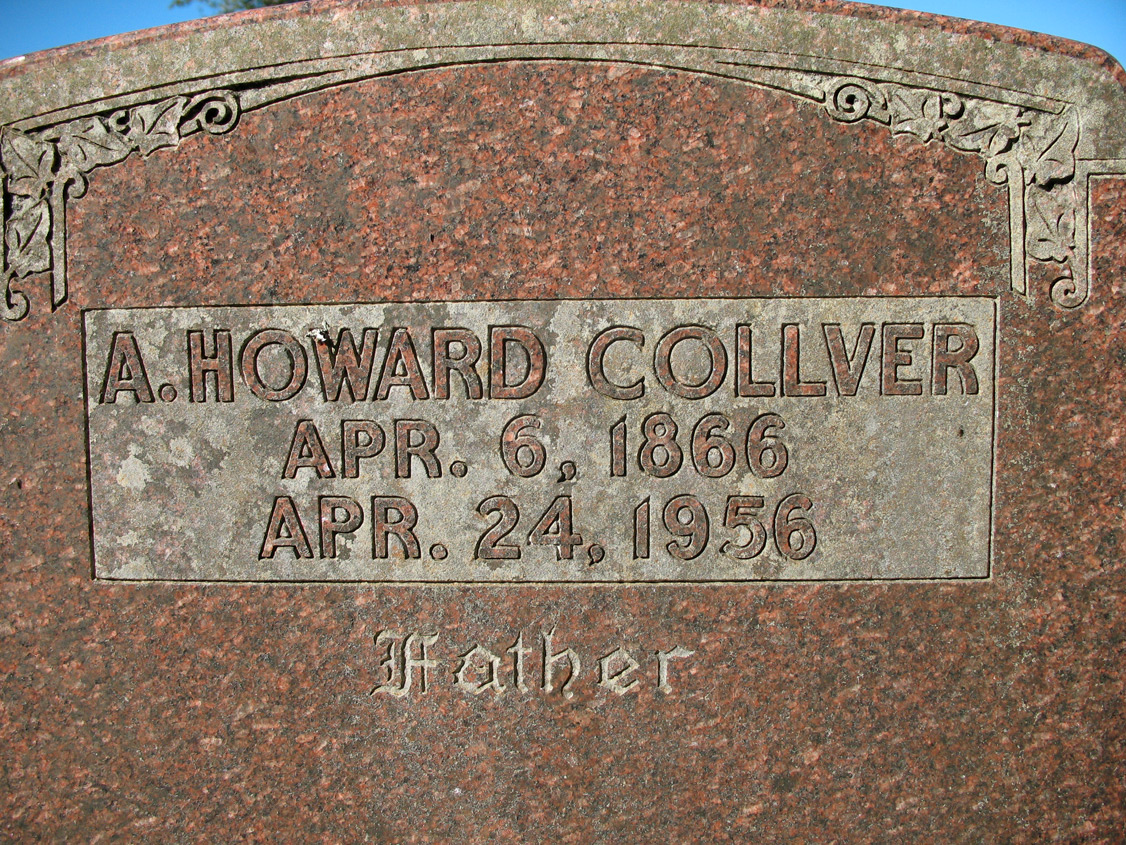 A. HOWARD COLLVER
APR. 6, 1866
APR. 24, 1956
Father